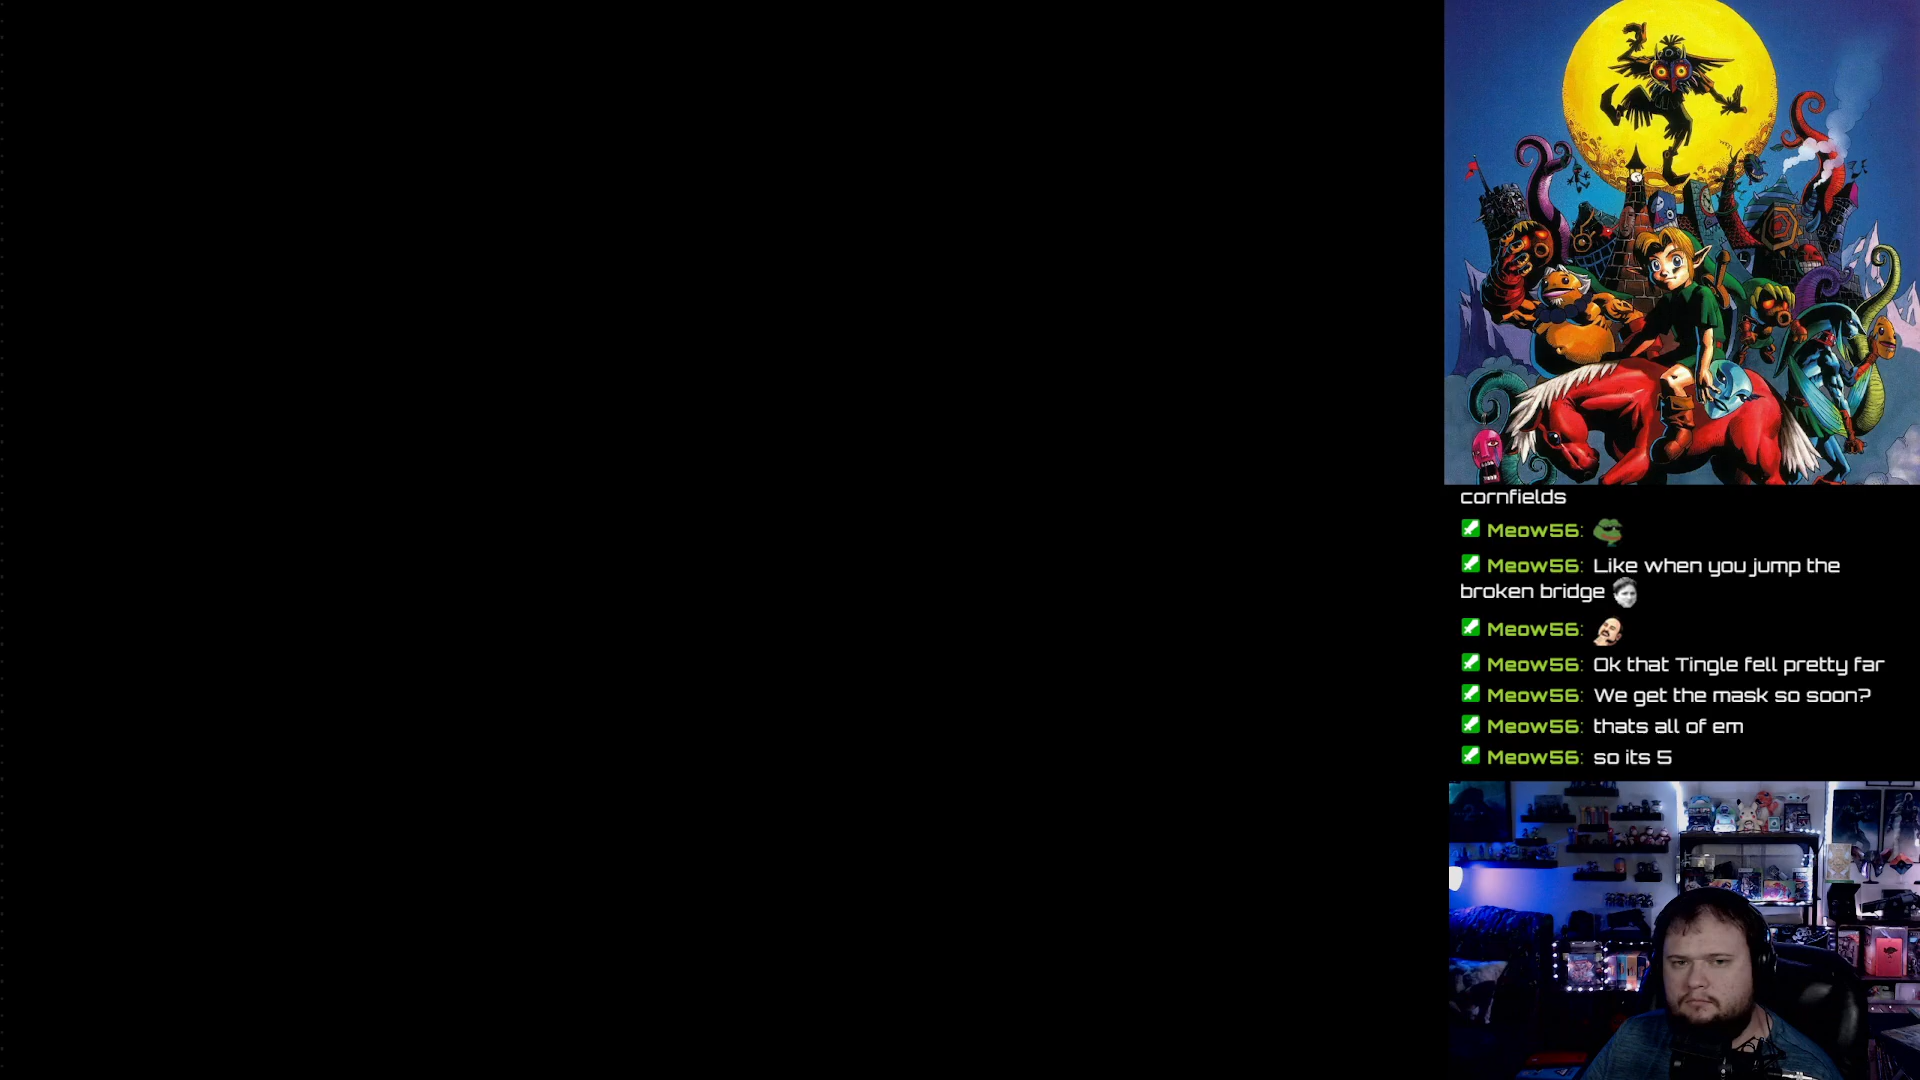 cornfields
Meow56:
Meow56: Like when you jump the
broken bridge
Meow56:
Meow56: Ok that Tingle fell pretty far
Meow56: We get the mask so soon?
Meow56: thats all of em
Meow56: so its 5